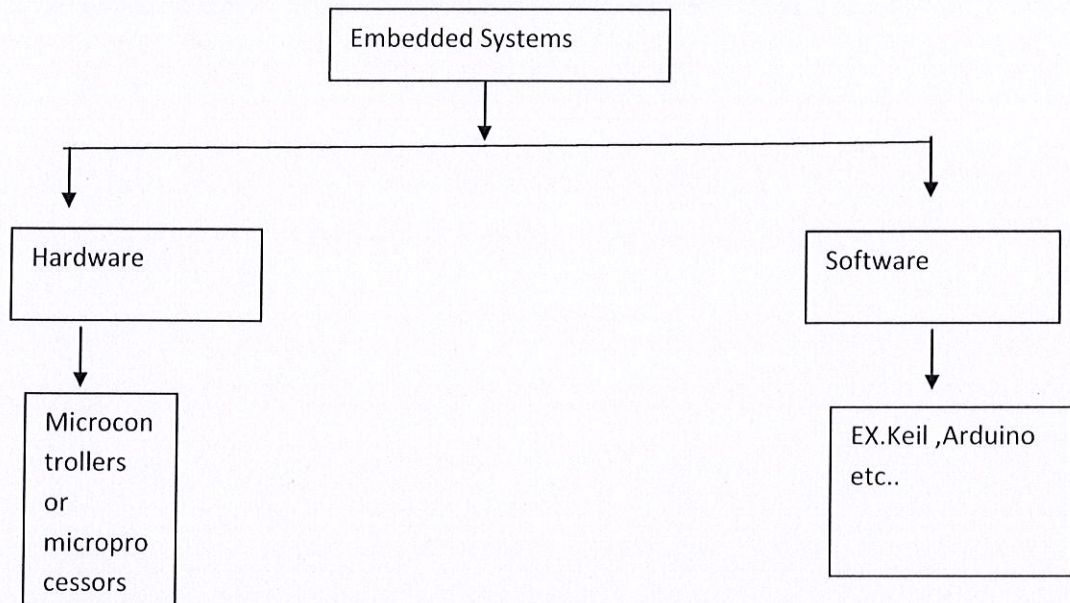 Embedded Systems
Hardware
Software
Microcon
trollers
or
micropro
cessors
EX.Keil ,Arduino
etc..